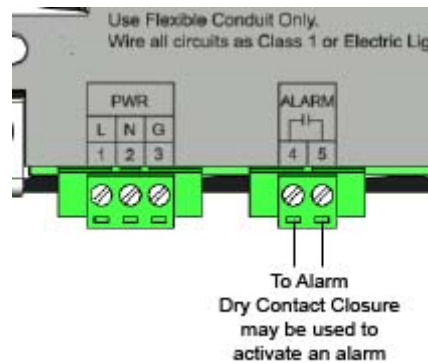 Use Flexible Conduit Only.
Wire all circuits as Class 1 or Electric Lig
PWR
L N G
1 2 3
ALARM
4 5
To Alarm
Dry Contact Closure
may be used to
activate an alarm